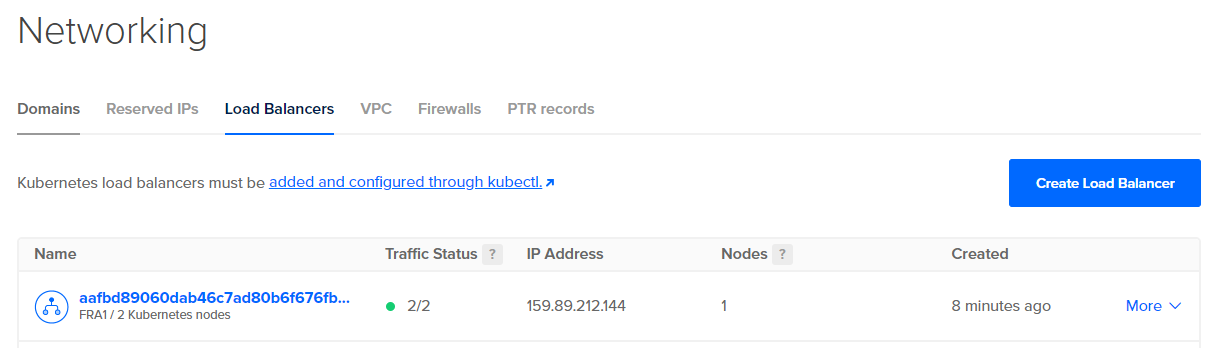 Networking
Domains Reserved IPs Load Balancers VPC Firewalls PTR records
Kubernetes load balancers must be added and configured through kubectl.
Create Load Balancer
Name Traffic Status ? IP Address Nodes ? Created
aafbd89060dab46c7ad80b6f676fb... 2/2 159.89.212.144 1 8 minutes ago More
FRA1 / 2 Kubernetes nodes